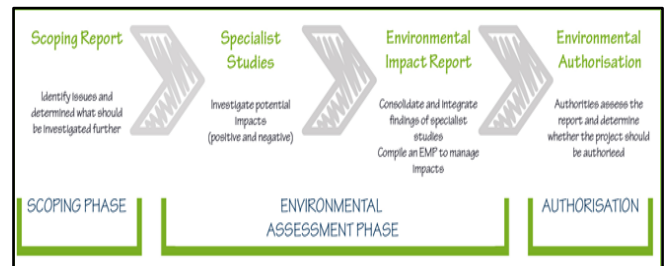 Scoping Report
Identify issues and
determined what should
be investigated further
Specialist
Studies
Investigate potential
impacts
(positive and negative)
Environmental
Impact Report
Consolidate and integrate
findings of specialist
studies
Compile an EMP to manage
impacts
Environmental
Authorisation
Authorities assess the
report and determine
whether the project should
be authorised
SCOPING PHASE
ENVIRONMENTAL
ASSESSMENT PHASE
AUTHORISATION